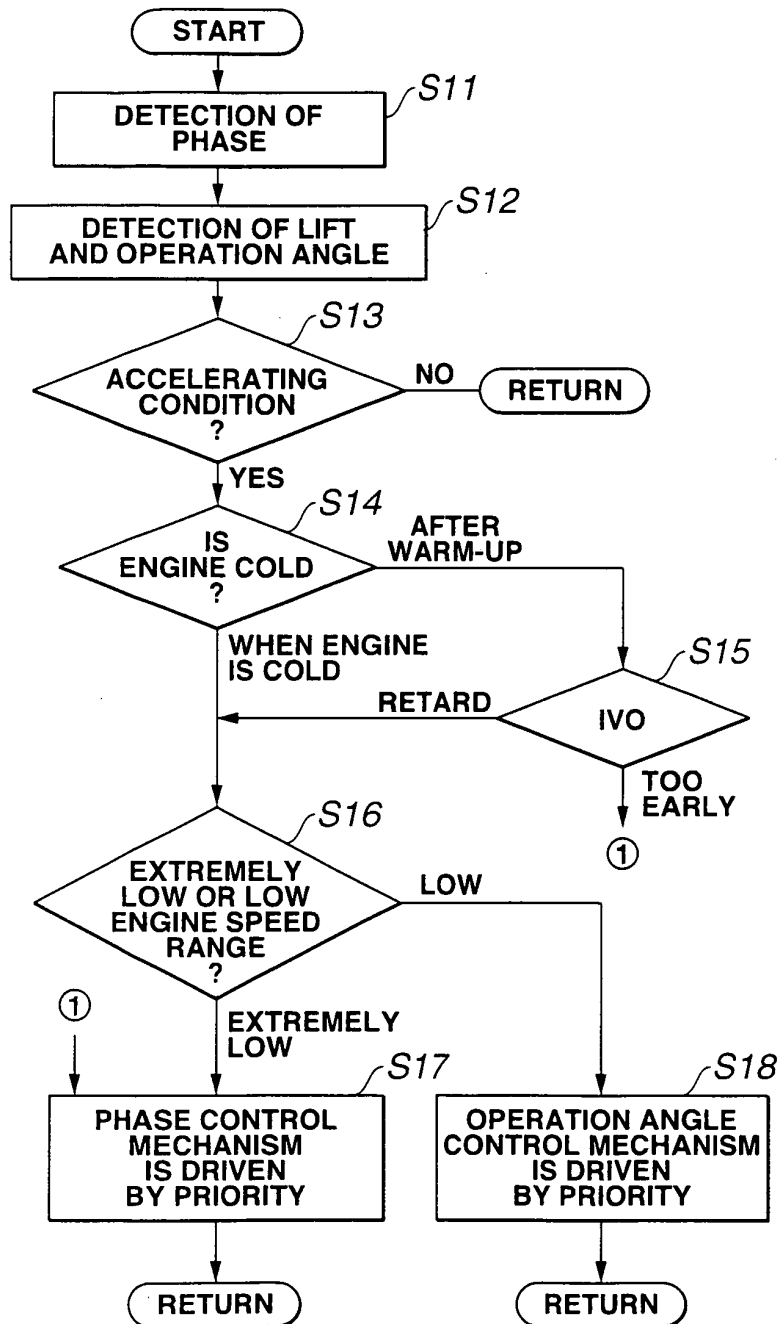 START
S11
DETECTION OF
PHASE
S12
DETECTION OF LIFT
AND OPERATION ANGLE
S13
ACCELERATING
CONDITION
?
NO
RETURN
YES
S14
IS
ENGINE COLD
?
AFTER
WARM-UP
WHEN ENGINE
IS COLD
S15
IVO
RETARD
TOO
EARLY
①
S16
EXTREMELY
LOW OR LOW
ENGINE SPEED
RANGE
?
LOW
①
EXTREMELY
LOW
S17
PHASE CONTROL
MECHANISM
IS DRIVEN
BY PRIORITY
S18
OPERATION ANGLE
CONTROL MECHANISM
IS DRIVEN
BY PRIORITY
RETURN
RETURN